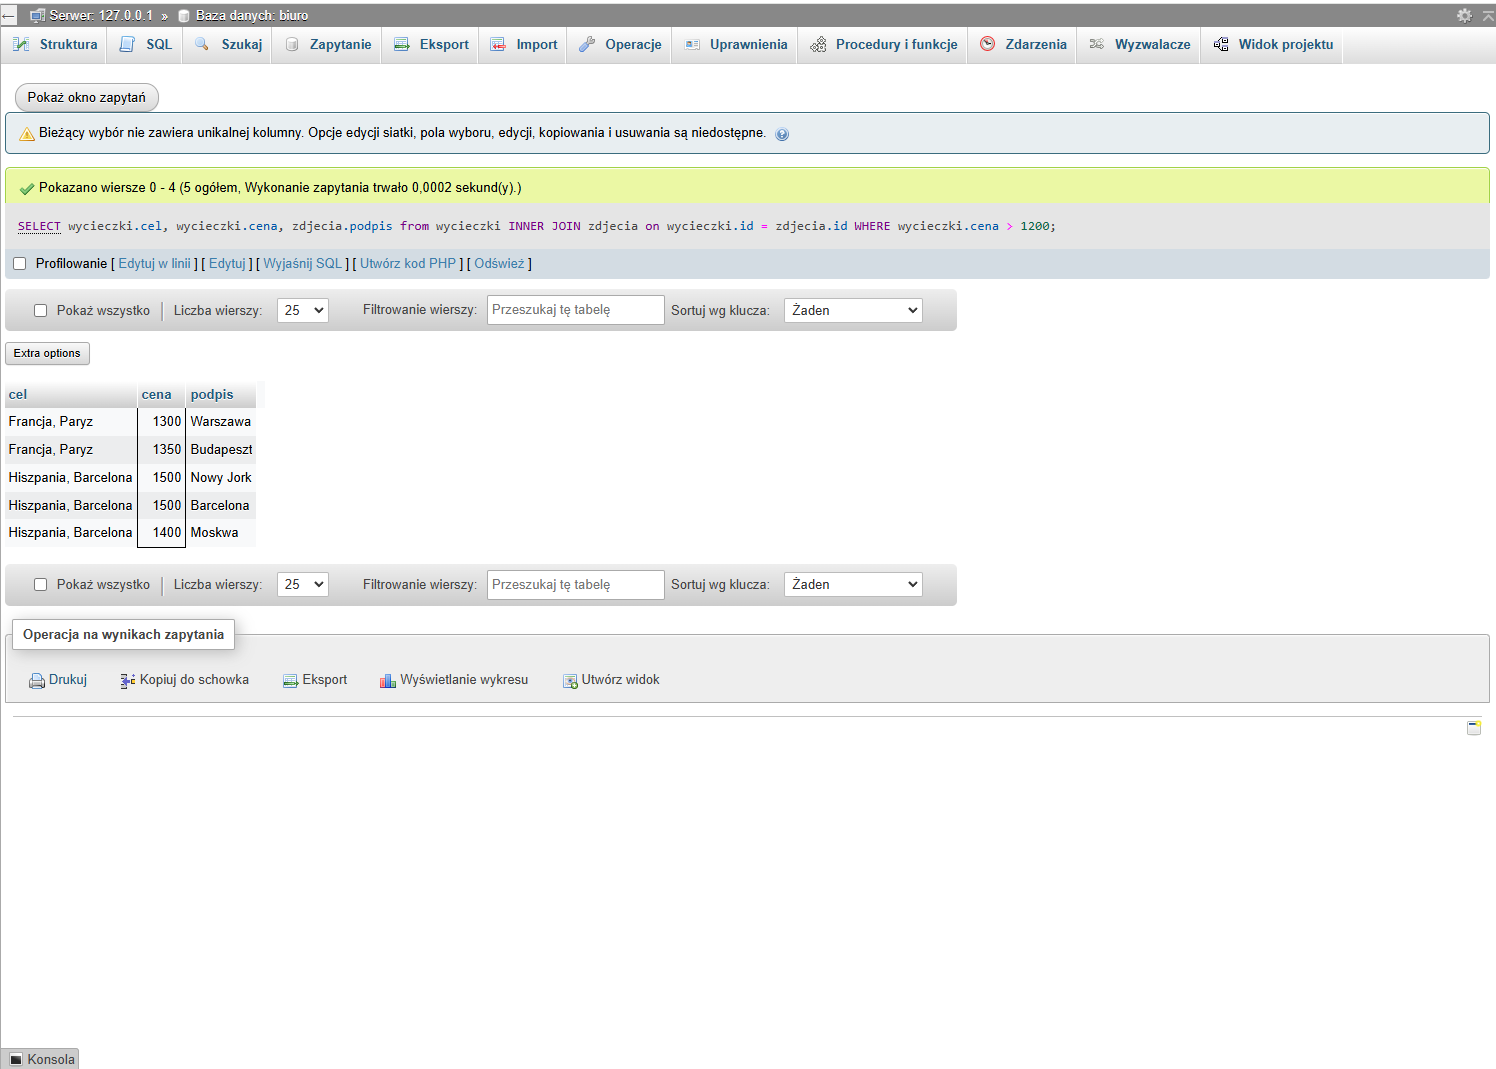 ← Serwer: 127.0.0.1 » Baza danych: biuro
Struktura SQL Szukaj Zapytanie Eksport Import Operacje Uprawnienia Procedury i funkcje Zdarzenia Wyzwalacze Widok projektu
Pokaż okno zapytań
Bieżący wybór nie zawiera unikalnej kolumny. Opcje edycji siatki, pola wyboru, edycji, kopiowania i usuwania są niedostępne.
Pokazano wiersze 0 - 4 (5 ogółem, Wykonanie zapytania trwało 0,0002 sekund(y).)
SELECT wycieczki.cel, wycieczki.cena, zdjecia.podpis from wycieczki INNER JOIN zdjecia on wycieczki.id = zdjecia.id WHERE wycieczki.cena > 1200;
Profilowanie [ Edytuj w linii ] [ Edytuj ] [ Wyjaśnij SQL ] [ Utwórz kod PHP ] [ Odśwież ]
Pokaż wszystko | Liczba wierszy: 25 Filtrowanie wierszy: Przeszukaj tę tabelę Sortuj wg klucza: Żaden
Extra options
cel cena podpis
Francja, Paryz 1300 Warszawa
Francja, Paryz 1350 Budapeszt
Hiszpania, Barcelona 1500 Nowy Jork
Hiszpania, Barcelona 1500 Barcelona
Hiszpania, Barcelona 1400 Moskwa
Pokaż wszystko | Liczba wierszy: 25 Filtrowanie wierszy: Przeszukaj tę tabelę Sortuj wg klucza: Żaden
Operacja na wynikach zapytania
Drukuj Kopiuj do schowka Eksport Wyświetlanie wykresu Utwórz widok
Konsola